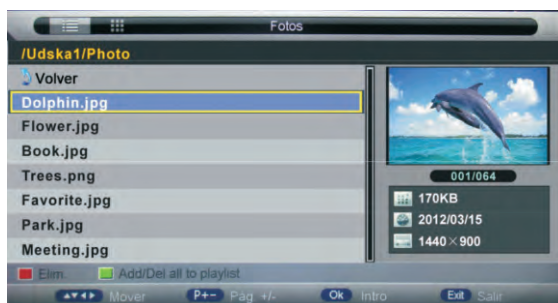 Fotos
/Udska1/Photo
Volver
Dolphin.jpg
Flower.jpg
Book.jpg
Trees.png
Favorite.jpg
Park.jpg
Meeting.jpg
001/064
170KB
2012/03/15
1440×900
Elim. Add/Del all to playlist
▲▼◄► Mover P+- Pág. +/- Ok Intro Exit Salir